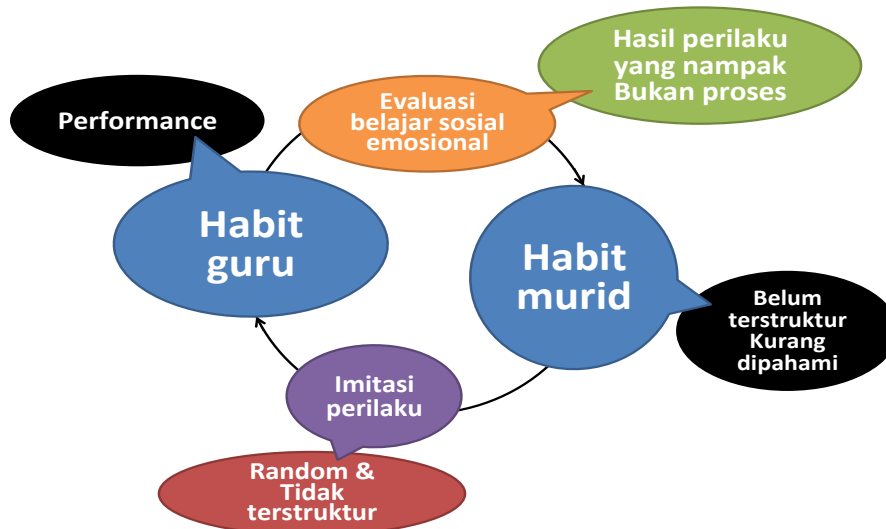 Hasil perilaku
yang nampak
Bukan proses
Evaluasi
belajar sosial
emosional
Performance
Habit
guru
Habit
murid
Belum
terstruktur
Kurang
dipahami
Imitasi
perilaku
Random &
Tidak
terstruktur